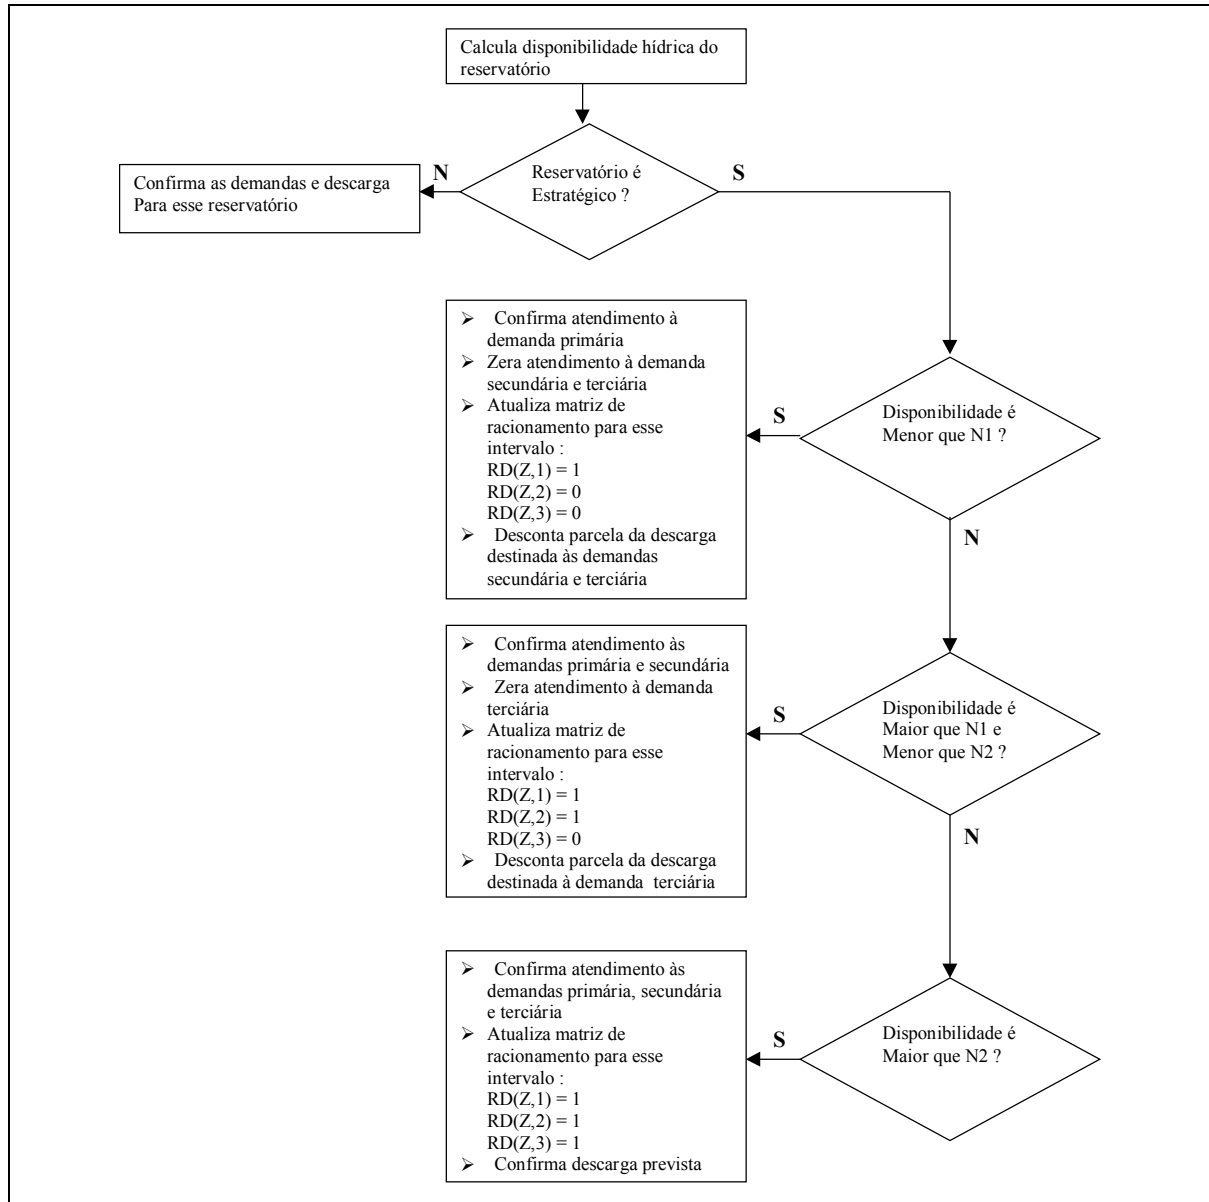 Calcula disponibilidade hídrica do
reservatório
Reservatório é
Estratégico ?
N
S
Confirma as demandas e descarga
Para esse reservatório
➢ Confirma atendimento à
demanda primária
➢ Zera atendimento à demanda
secundária e terciária
➢ Atualiza matriz de
racionamento para esse
intervalo :
RD(Z,1) = 1
RD(Z,2) = 0
RD(Z,3) = 0
➢ Desconta parcela da descarga
destinada às demandas
secundária e terciária
S
Disponibilidade é
Menor que N1 ?
N
➢ Confirma atendimento às
demandas primária e secundária
➢ Zera atendimento à demanda
terciária
➢ Atualiza matriz de
racionamento para esse
intervalo :
RD(Z,1) = 1
RD(Z,2) = 1
RD(Z,3) = 0
➢ Desconta parcela da descarga
destinada à demanda terciária
S
Disponibilidade é
Maior que N1 e
Menor que N2 ?
N
➢ Confirma atendimento às
demandas primária, secundária
e terciária
➢ Atualiza matriz de
racionamento para esse
intervalo :
RD(Z,1) = 1
RD(Z,2) = 1
RD(Z,3) = 1
➢ Confirma descarga prevista
S
Disponibilidade é
Maior que N2 ?